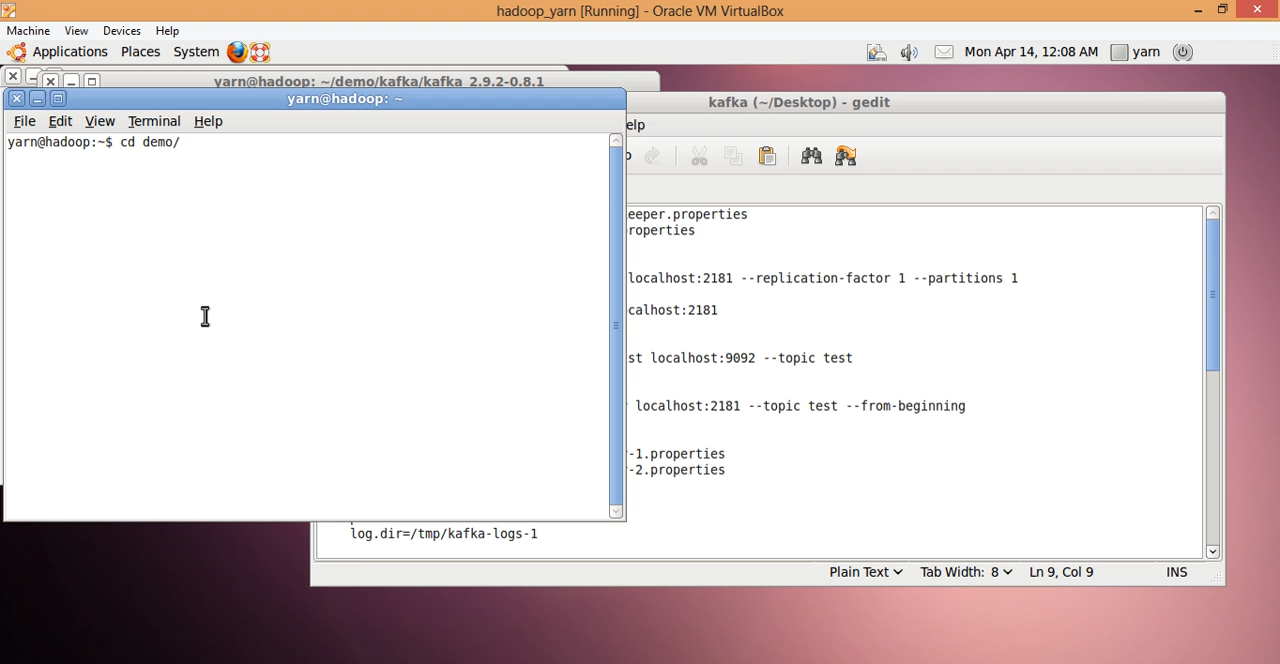 hadoop_yarn [Running] - Oracle VM VirtualBox
Machine View Devices Help
Applications Places System Mon Apr 14, 12:08 AM yarn
yarn@hadoop: ~/demo/kafka/kafka_2.9.2-0.8.1
yarn@hadoop: ~
kafka (~/Desktop) - gedit
File Edit View Terminal Help
elp
yarn@hadoop:~$ cd demo/
eeper.properties
roperties
localhost:2181 --replication-factor 1 --partitions 1
calhost:2181
st localhost:9092 --topic test
localhost:2181 --topic test --from-beginning
-1.properties
-2.properties
log.dir=/tmp/kafka-logs-1
Plain Text Tab Width: 8 Ln 9, Col 9 INS